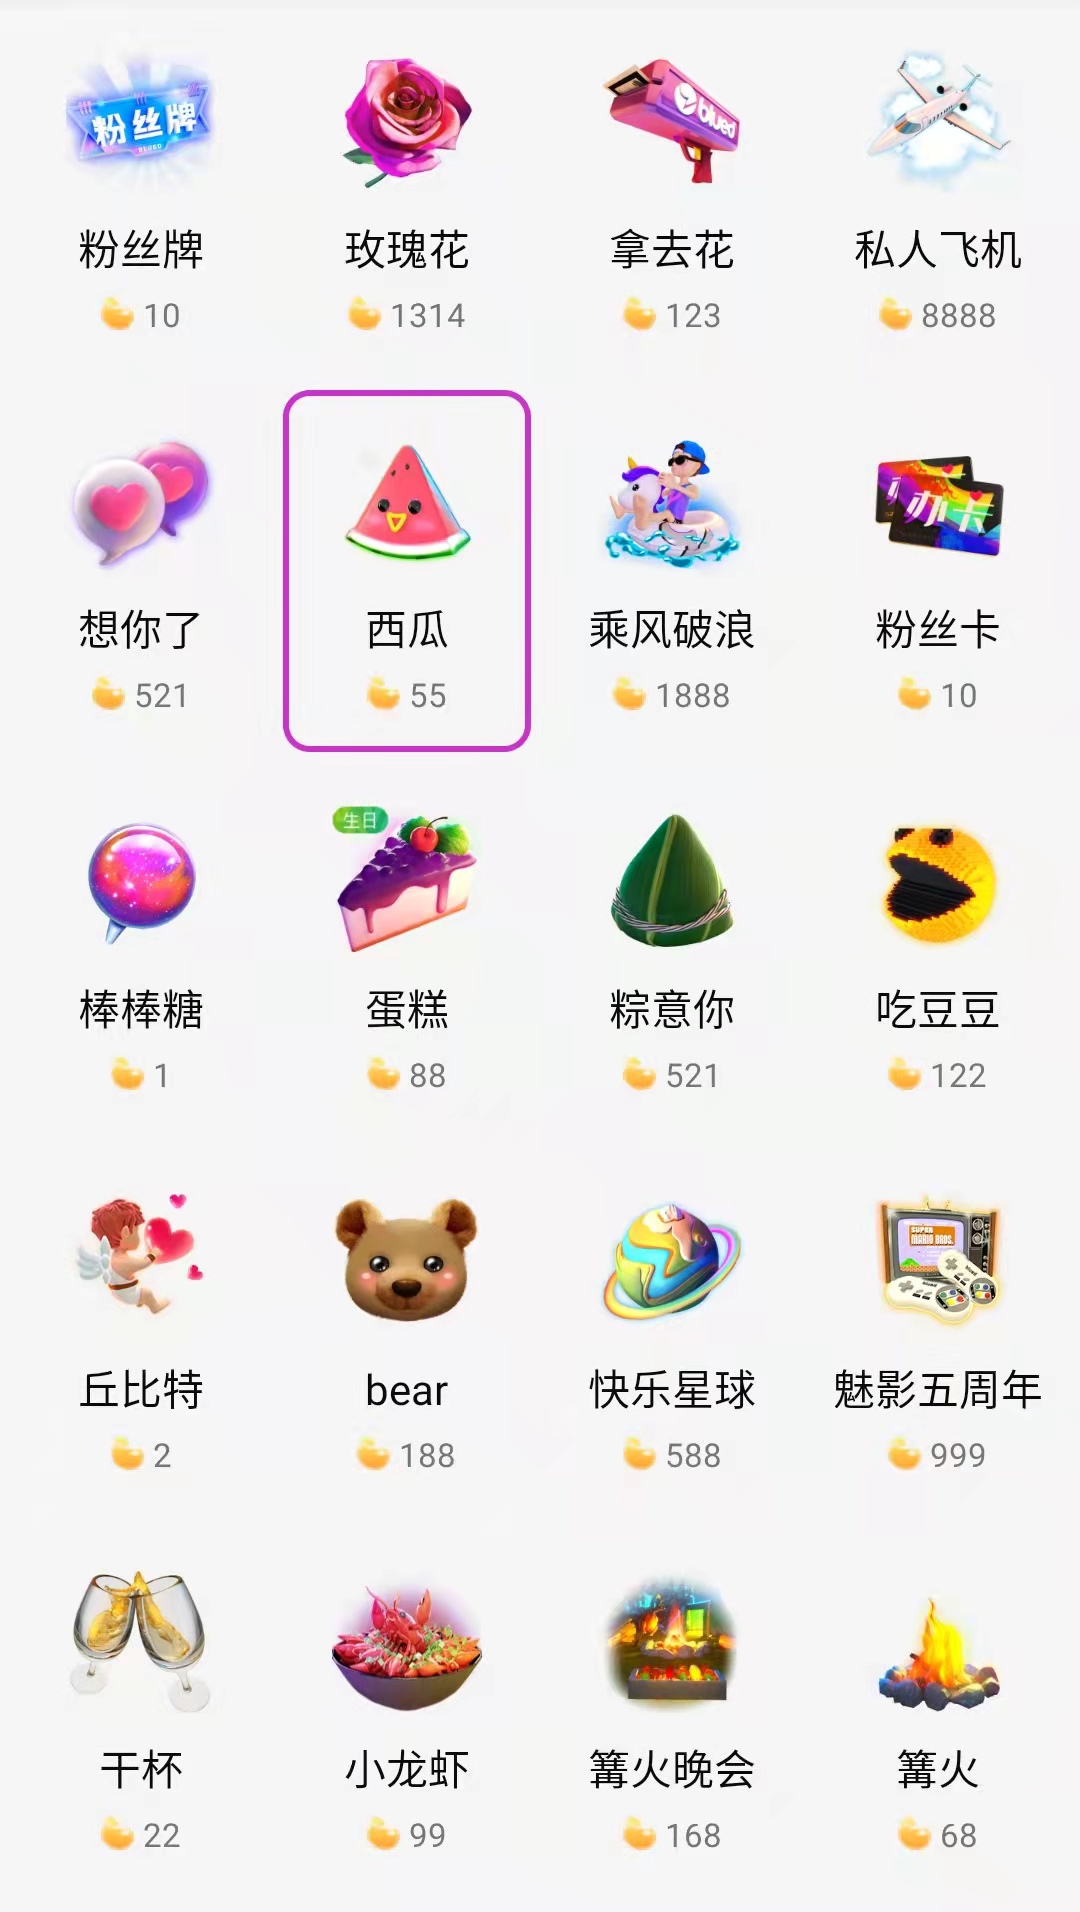 粉丝牌
BLUED
blued
粉丝牌 玫瑰花 拿去花 私人飞机
10 1314 123 8888
办卡
想你了 西瓜 乘风破浪 粉丝卡
521 55 1888 10
生日
棒棒糖 蛋糕 粽意你 吃豆豆
1 88 521 122
SUPER
MARIO BROS.
丘比特 bear 快乐星球 魅影五周年
2 188 588 999
干杯 小龙虾 篝火晚会 篝火
22 99 168 68